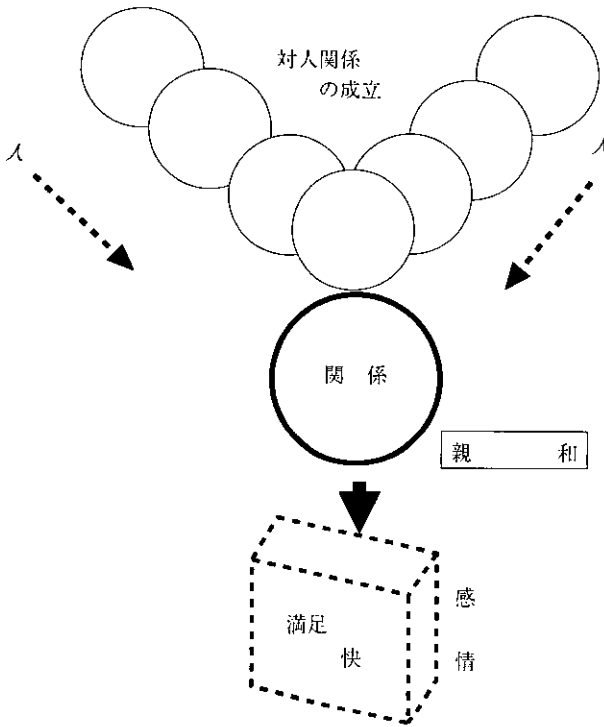 対人関係
の成立
人
人
関係
親和
満足
快
感
情